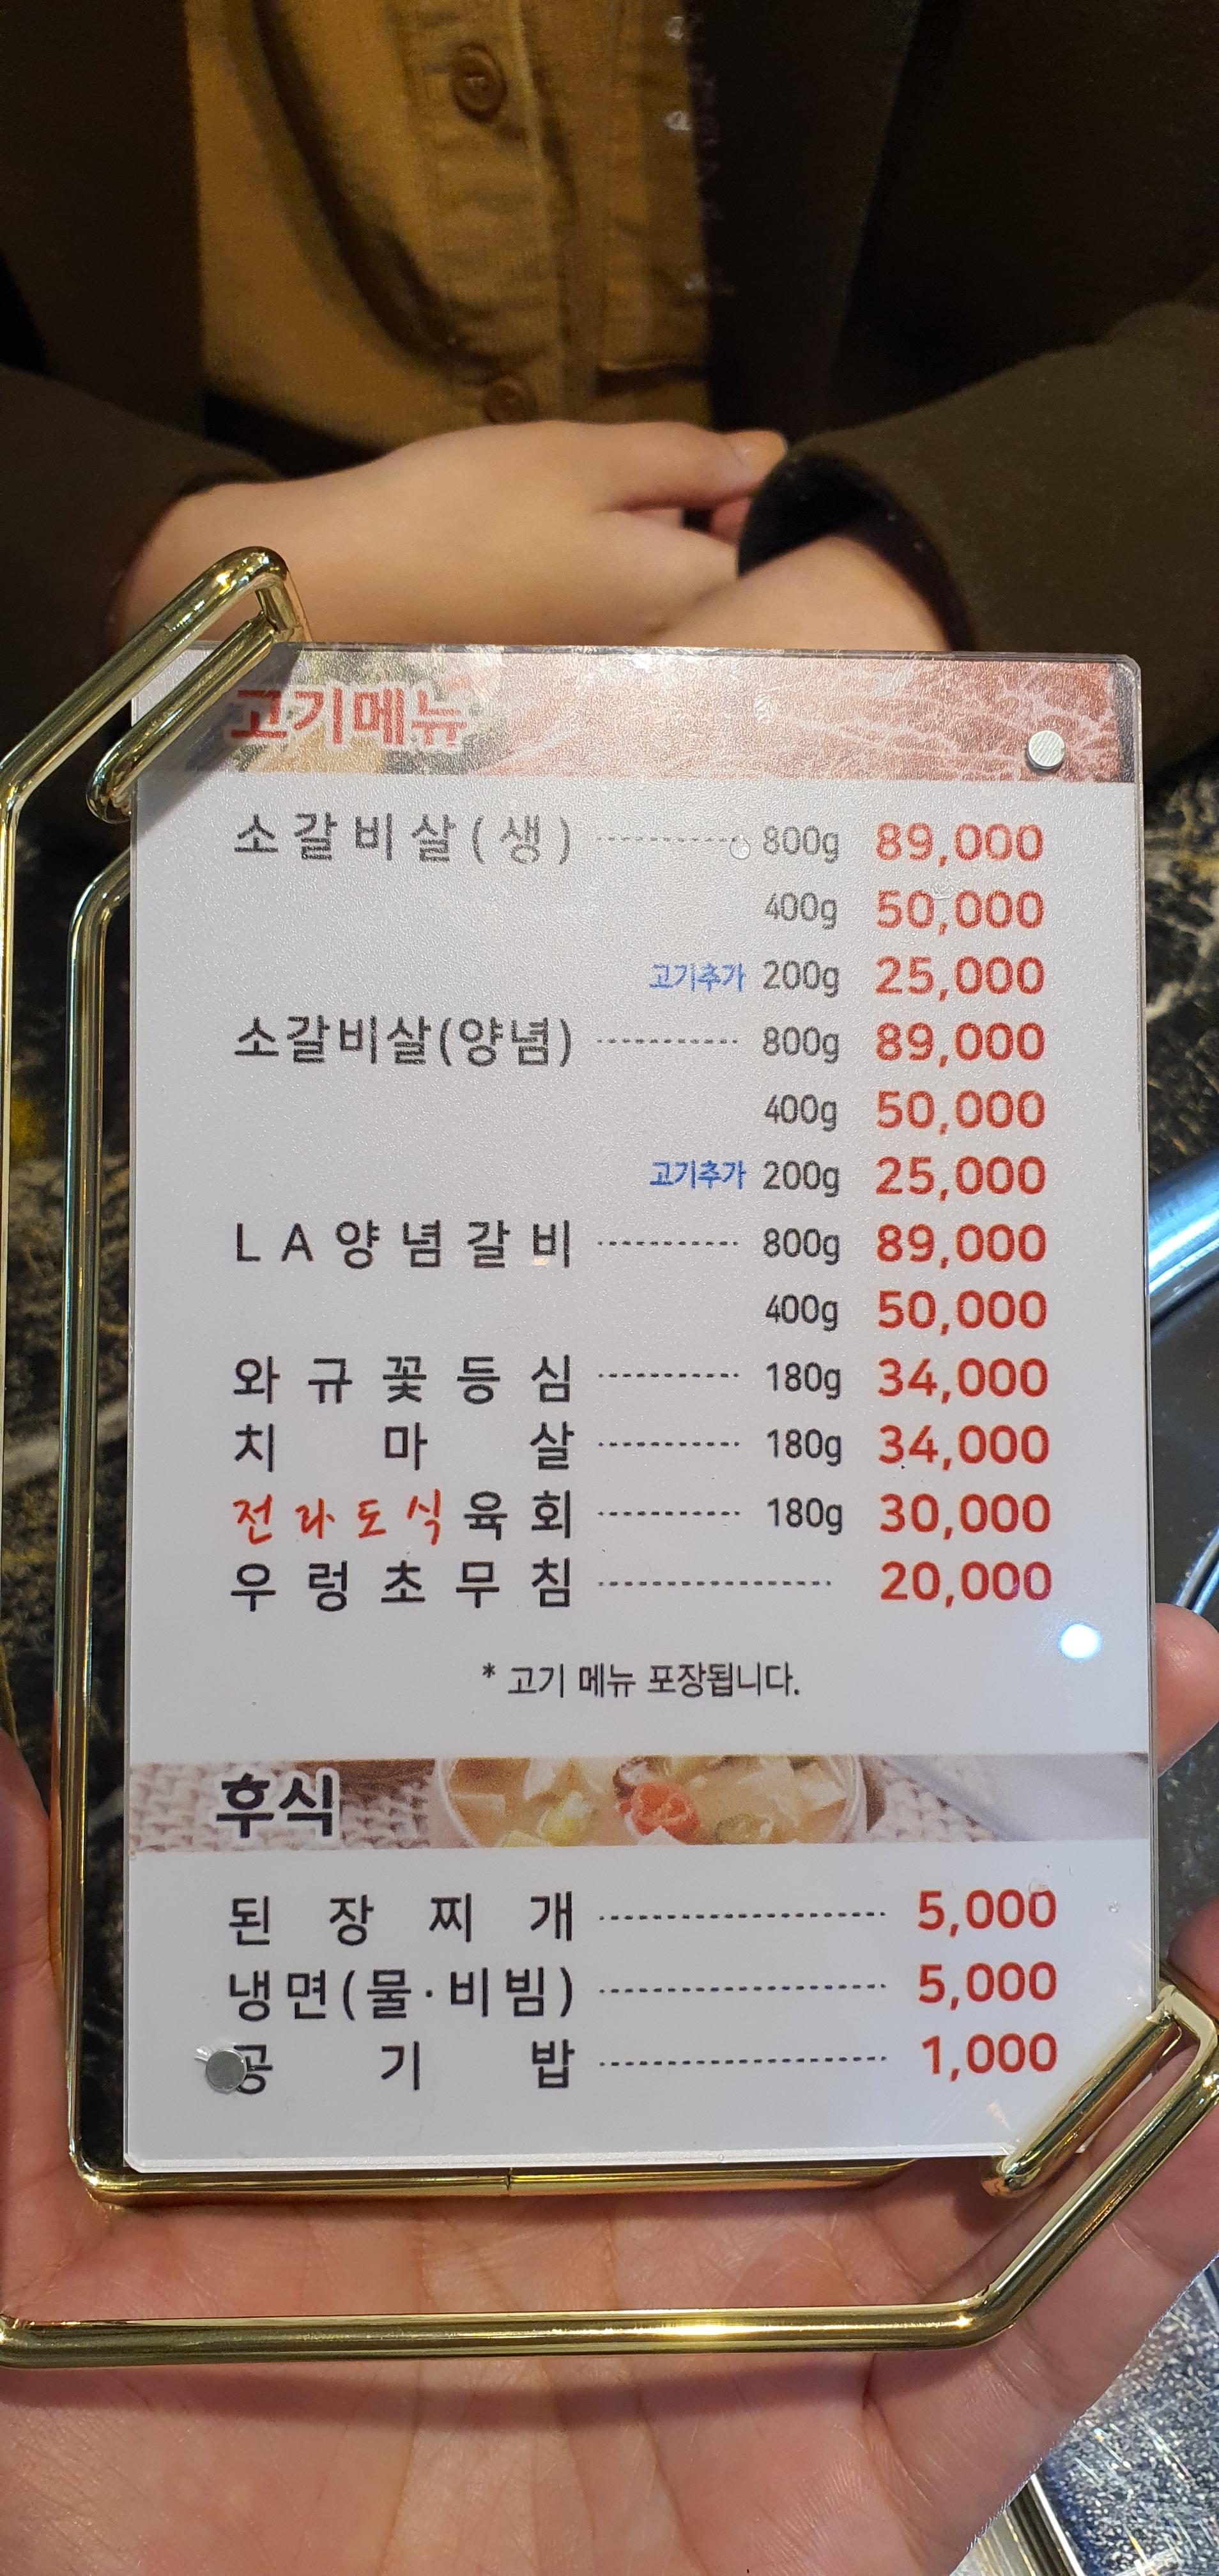 고기메뉴
소갈비살(생) 800g 89,000
400g 50,000
고기추가 200g 25,000
소갈비살(양념) 800g 89,000
400g 50,000
고기추가 200g 25,000
LA양념갈비 800g 89,000
400g 50,000
와규꽃등심 180g 34,000
치마살 180g 34,000
전라도식육회 180g 30,000
우렁초무침 20,000
* 고기 메뉴 포장됩니다.
후식
된장찌개 5,000
냉면(물·비빔) 5,000
공기밥 1,000